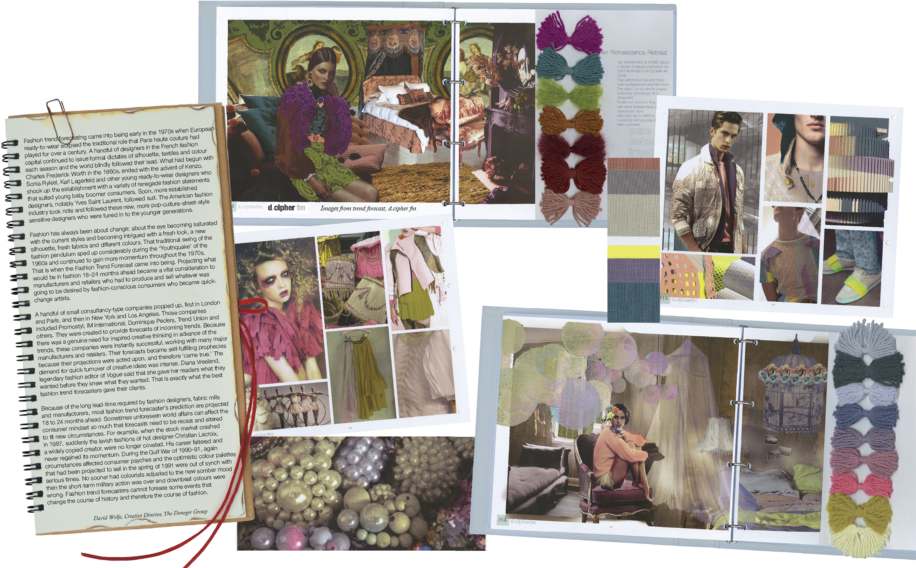 Fashion trend forecasting came into being early in the 1970s when European
ready-to-wear usurped the traditional role that Paris haute couture had
played for over a century. A handful of designers in the French fashion
capital continued to issue formal dictates of silhouette, textiles and colour
each season and the world blindly followed their lead. What had begun with
Charles Frederick Worth in the 1860s, ended with the advent of Kenzo,
Sonia Rykiel, Karl Lagerfeld and other young ready-to-wear designers who
shook up the establishment with a variety of renegade fashion statements
that suited young baby boomer consumers. Soon, more established
designers, notably Yves Saint Laurent, followed suit. The American fashion
industry took note and followed these new, more pop-culture-street-style
sensitive designers who were tuned in to the younger generations.
Fashion has always been about change; about the eye becoming saturated
with the current styles and becoming intrigued with a fresh look, a new
silhouette, fresh fabrics and different colours. That traditional swing of the
fashion pendulum sped up considerably during the 'Youthquake' of the
1960s and continued to gain more momentum throughout the 1970s.
That is when the Fashion Trend Forecast came into being. Projecting what
would be in fashion 18–24 months ahead became a vital consideration to
manufacturers and retailers who had to produce and sell whatever was
going to be desired by fashion-conscious consumers who became quick-
change artists.
A handful of small consultancy type companies popped up, first in London
and Paris, and then in New York and Los Angeles. Those companies
included Promostyl, IM International, Dominique Peclers, Trend Union and
others. They were created to provide forecasts of incoming trends. Because
there was a genuine need for inspired creative thinking in advance of the
trends, these companies were instantly successful, working with many major
manufacturers and retailers. Their forecasts became self-fulfilling prophecies
because their projections were acted upon, and therefore 'came true.' The
demand for quick turnover of creative ideas was intense. Diana Vreeland,
legendary fashion editor of Vogue said that she gave her readers what they
wanted before they knew what they wanted. That is exactly what the best
fashion trend forecasters gave their clients.
Because of the long lead-time required by fashion designers, fabric mills
and manufacturers, most fashion trend forecaster's prediction are projected
18 to 24 months ahead. Sometimes unforeseen world affairs can affect the
consumer mindset so much that forecasts need to be recast and altered
to fit new circumstances. For example, when the stock market crashed
in 1987, suddenly the lavish fashions of hot designer Christian Lacroix,
a widely copied creator, were no longer coveted. His career faltered and
never regained its momentum. During the Gulf War of 1990–91, again
circumstances affected consumer psyches and the optimistic colour palettes
that had been projected to sell in the spring of 1991 were out of synch with
serious times. No sooner had colourists adjusted to the new somber mood
than the short term military action was over and downbeat colours were
wrong. Fashion trend forecasters cannot foresee some events that
change the course of history and therefore the course of fashion.
David Wolfe, Creative Director, The Doneger Group
d.cipher fm
Images from trend forecast, d.cipher fm
Renaissance Retreat